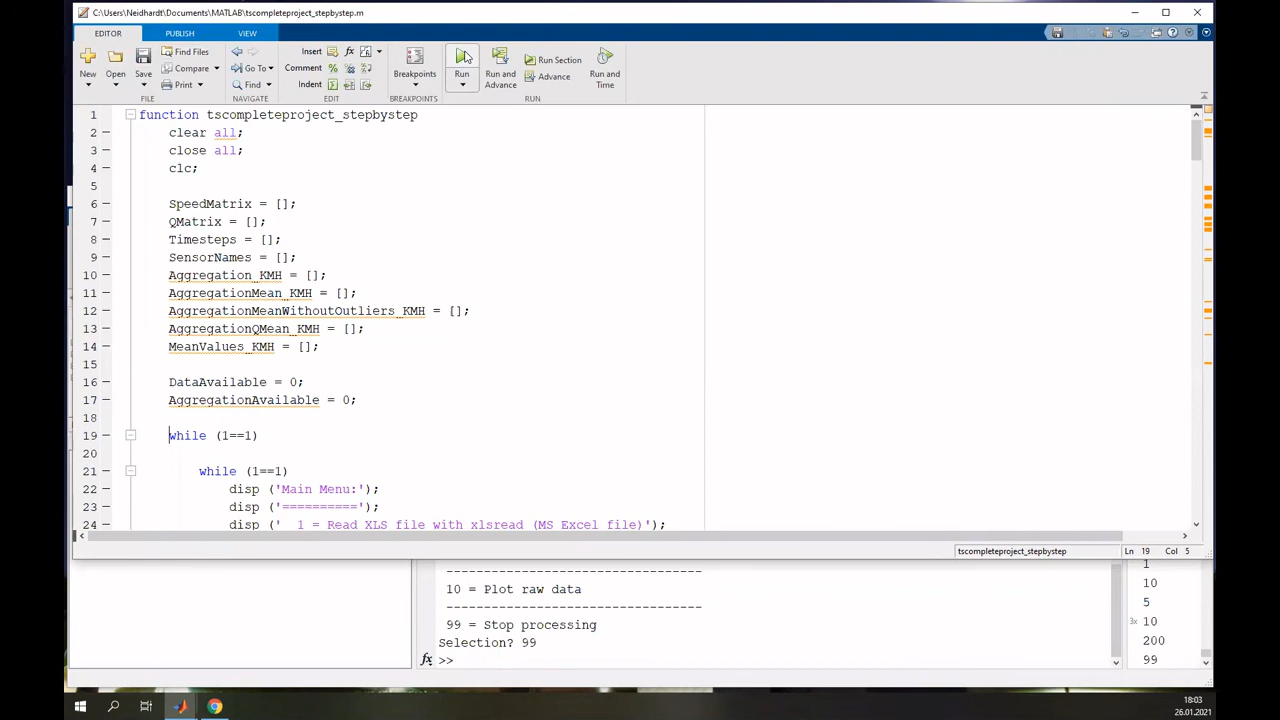 C:\Users\Neidhardt\Documents\MATLAB\tscompleteproject_stepbystep.m
EDITOR PUBLISH VIEW
New Open Save Find Files Compare Print
Go To Find
Insert Comment Indent
Breakpoints
Run Run and Advance Run Section Advance Run and Time
FILE NAVIGATE EDIT BREAKPOINTS RUN
1 function tscompleteproject_stepbystep
2 clear all;
3 close all;
4 clc;
5
6 SpeedMatrix = [];
7 QMatrix = [];
8 Timesteps = [];
9 SensorNames = [];
10 Aggregation_KMH = [];
11 AggregationMean_KMH = [];
12 AggregationMeanWithoutOutliers_KMH = [];
13 AggregationQMean_KMH = [];
14 MeanValues_KMH = [];
15
16 DataAvailable = 0;
17 AggregationAvailable = 0;
18
19 while (1==1)
20
21 while (1==1)
22 disp ('Main Menu:');
23 disp ('==========');
24 disp ('  1 = Read XLS file with xlsread (MS Excel file)');
tscompleteproject_stepbystep Ln 19 Col 5
---------------------------------
10 = Plot raw data
---------------------------------
99 = Stop processing
Selection? 99
fx >>
1
10
5
3x 10
200
99
18:03
26.01.2021